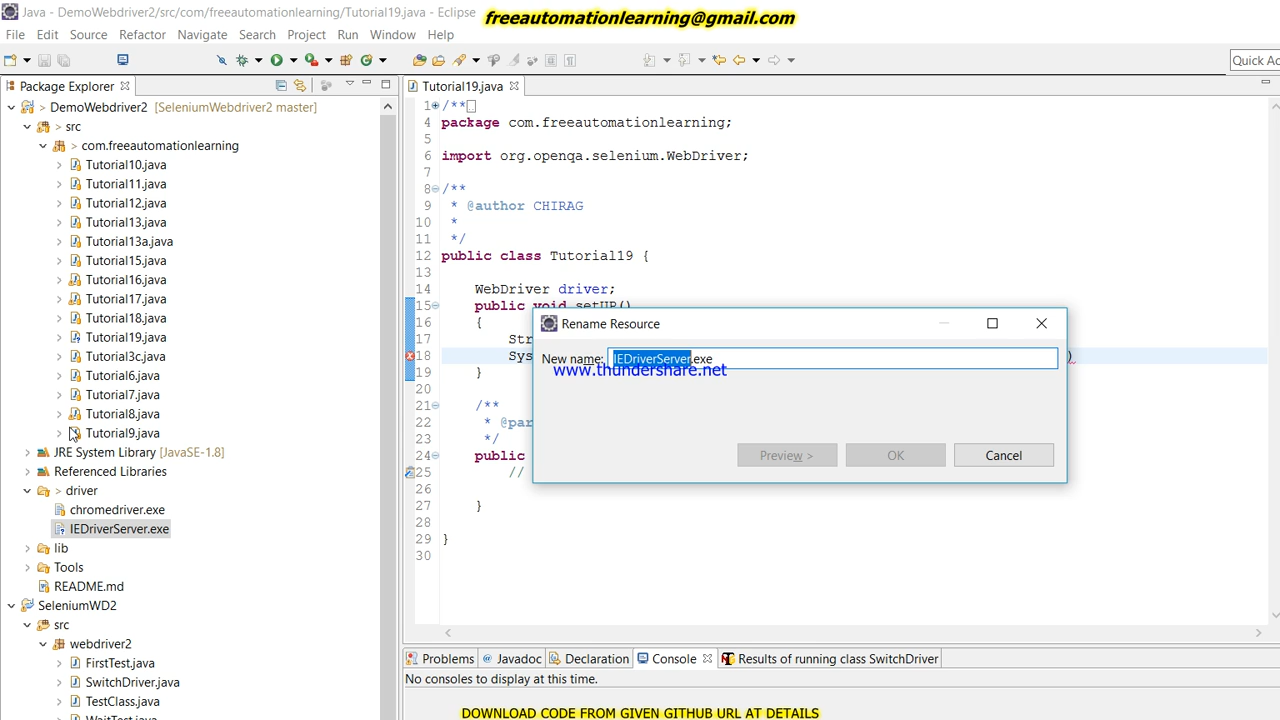 Java - DemoWebdriver2/src/com/freeautomationlearning/Tutorial19.java - Eclipse
freeautomationlearning@gmail.com
File Edit Source Refactor Navigate Search Project Run Window Help
Quick Ac
Package Explorer
DemoWebdriver2 [SeleniumWebdriver2 master]
> src
> com.freeautomationlearning
Tutorial10.java
Tutorial11.java
Tutorial12.java
Tutorial13.java
Tutorial13a.java
Tutorial15.java
Tutorial16.java
Tutorial17.java
Tutorial18.java
Tutorial19.java
Tutorial3c.java
Tutorial6.java
Tutorial7.java
Tutorial8.java
Tutorial9.java
JRE System Library [JavaSE-1.8]
Referenced Libraries
> driver
chromedriver.exe
IEDriverServer.exe
lib
Tools
README.md
SeleniumWD2
src
webdriver2
FirstTest.java
SwitchDriver.java
TestClass.java
WaitTest.java
Tutorial19.java
1 /**
4 package com.freeautomationlearning;
5
6 import org.openqa.selenium.WebDriver;
7
8 /**
9 * @author CHIRAG
10 *
11 */
12 public class Tutorial19 {
13
14 WebDriver driver;
15 public void setUP()
16 {
17 Str
18 Sys )
19 }
20
21 /**
22 * @par
23 */
24 public
25 //
26
27 }
28
29 }
30
Rename Resource
New name: IEDriverServer.exe
www.thundershare.net
Preview > OK Cancel
Problems Javadoc Declaration Console Results of running class SwitchDriver
No consoles to display at this time.
DOWNLOAD CODE FROM GIVEN GITHUB URL AT DETAILS